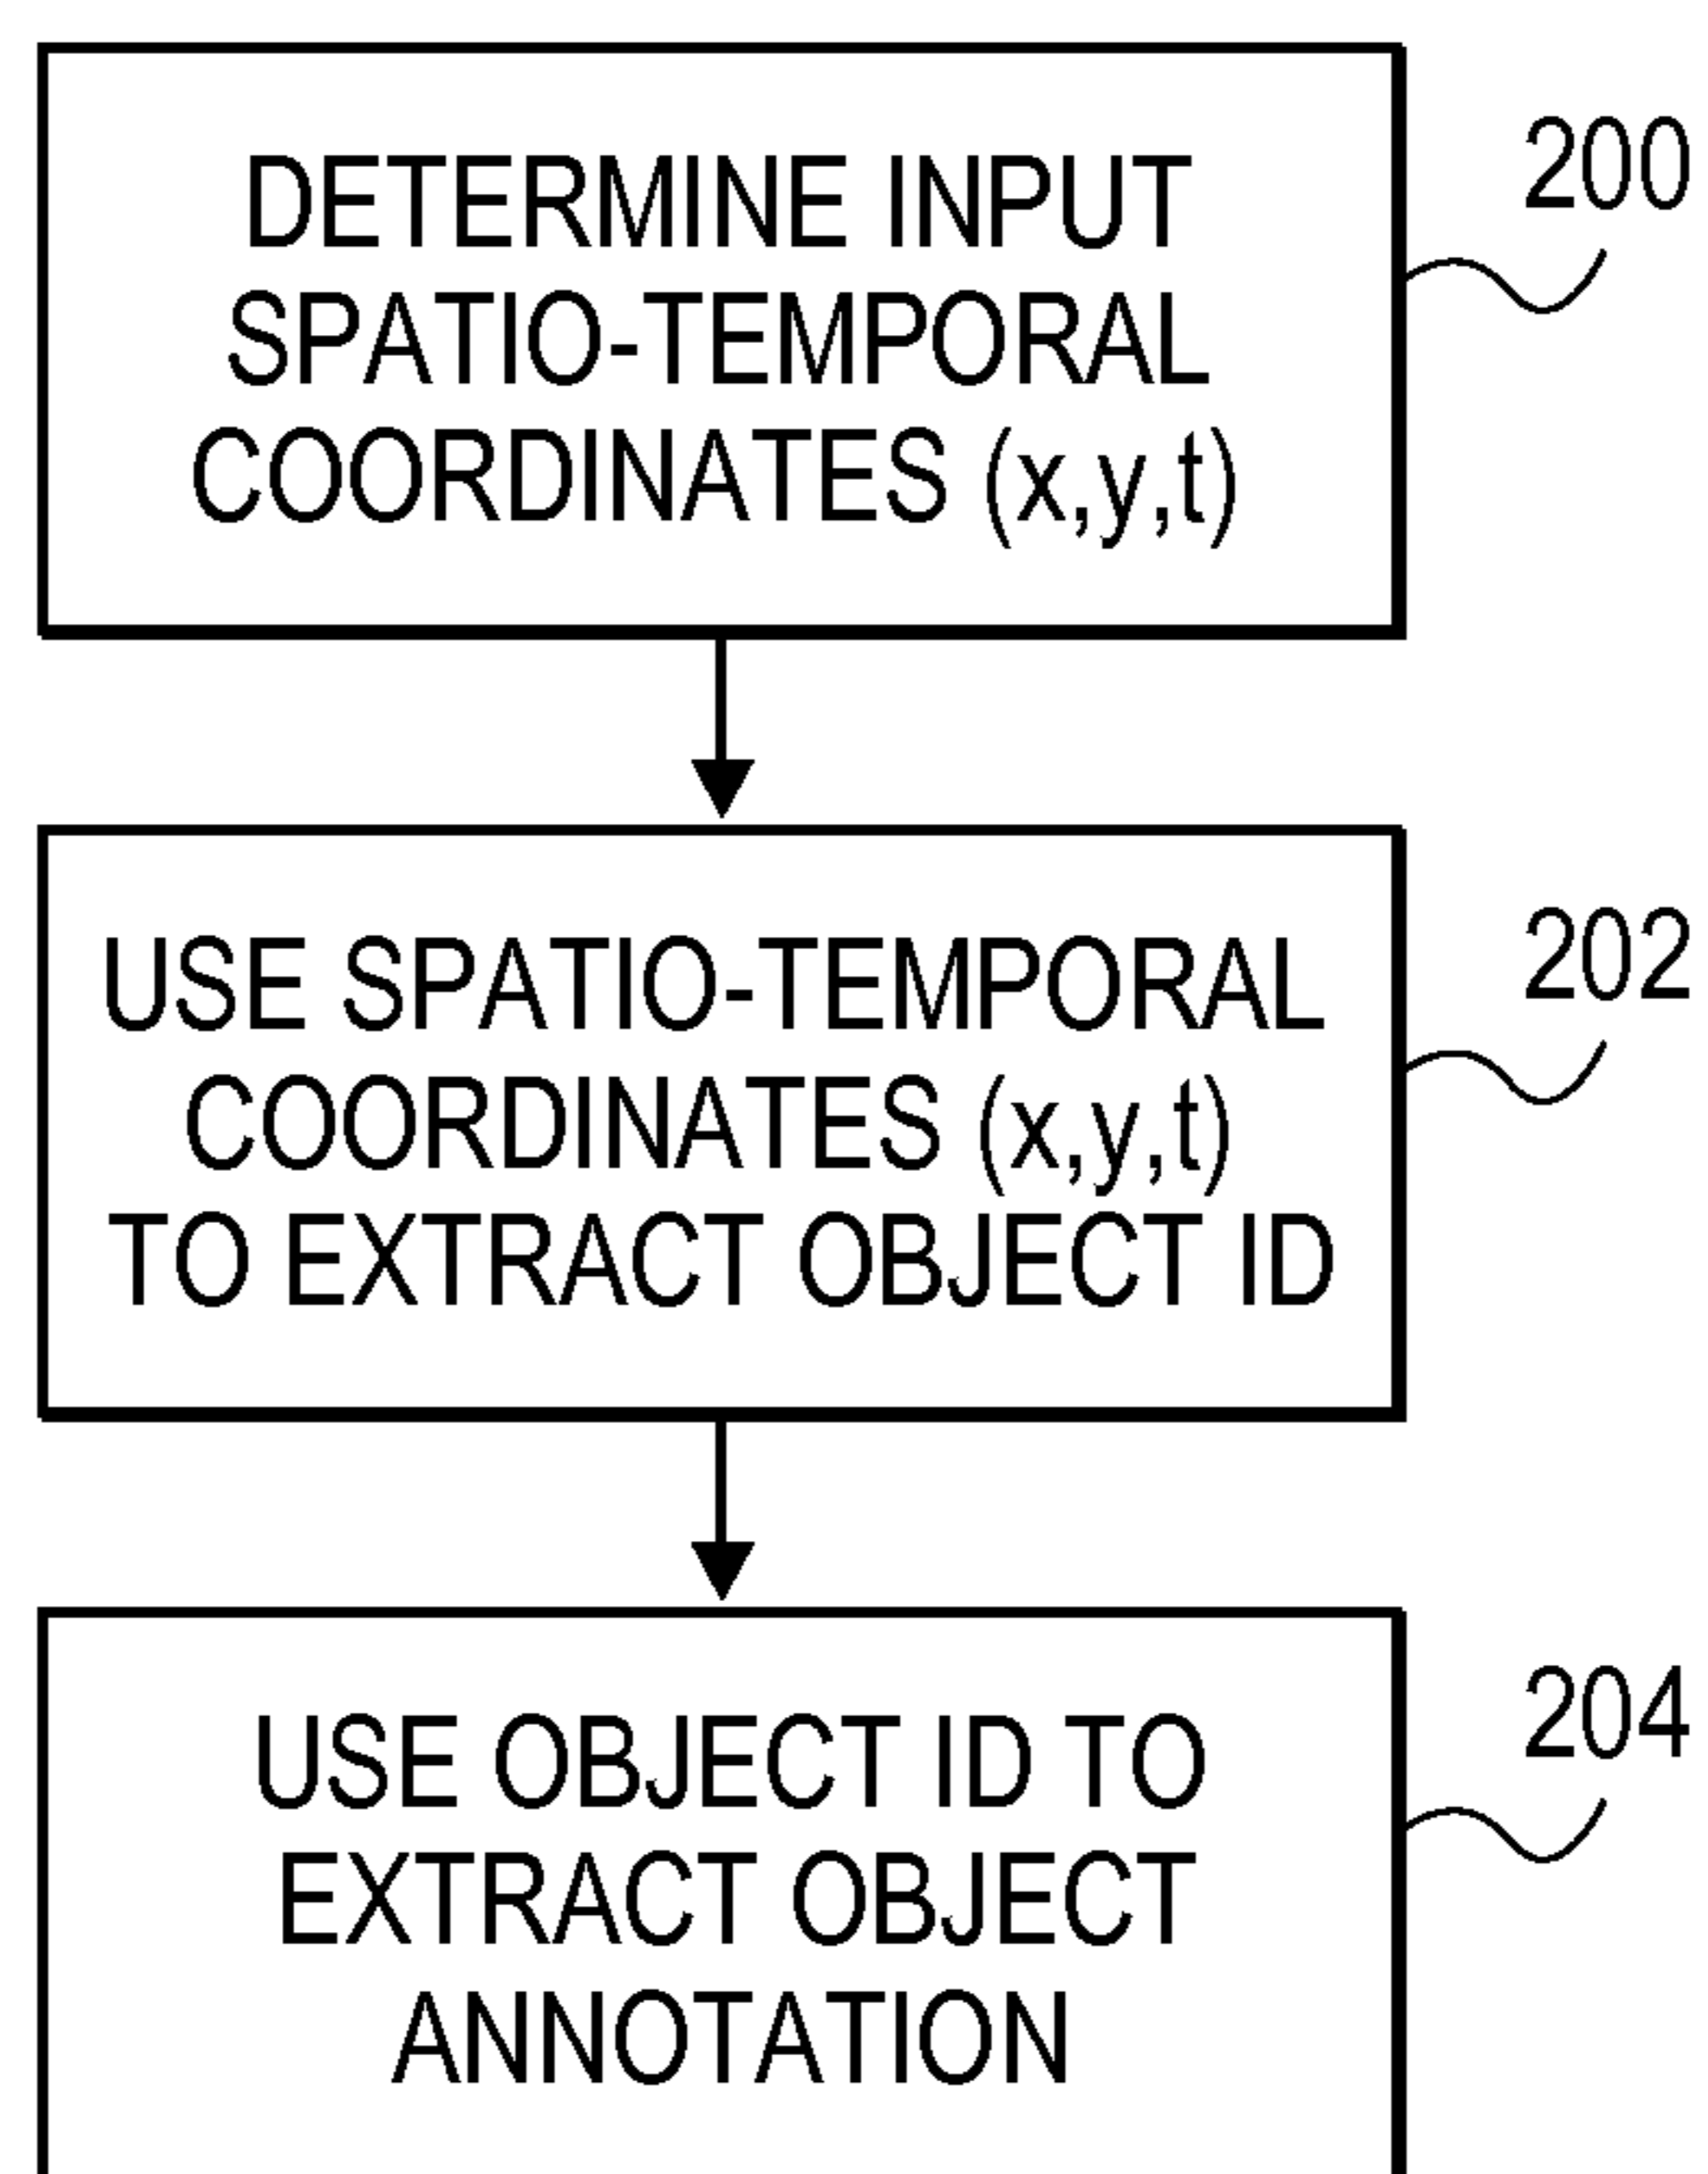 DETERMINE INPUT
SPATIO-TEMPORAL
COORDINATES (x,y,t)
200
USE SPATIO-TEMPORAL
COORDINATES (x,y,t)
TO EXTRACT OBJECT ID
202
USE OBJECT ID TO
EXTRACT OBJECT
ANNOTATION
204